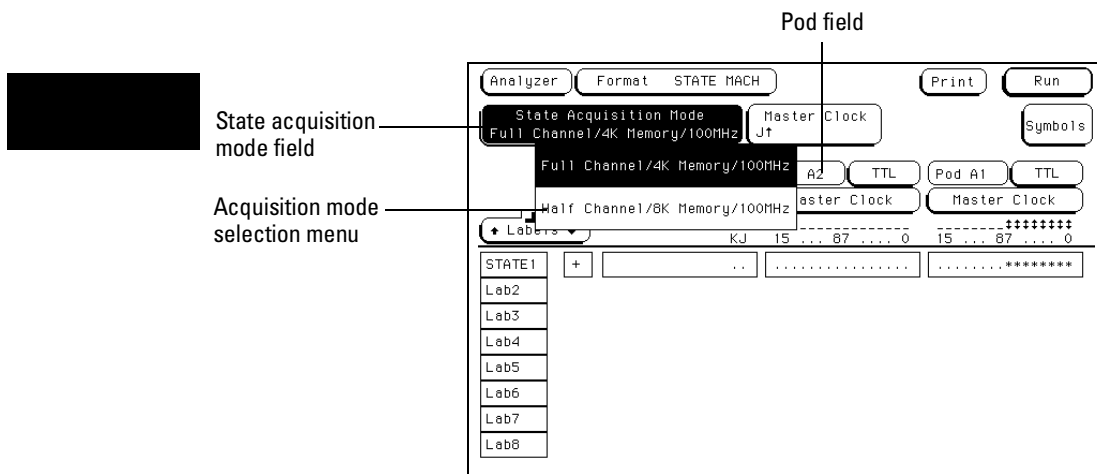 Pod field
Analyzer Format STATE MACH Print Run
State acquisition
mode field
State Acquisition Mode
Full Channel/4K Memory/100MHz
Master Clock
J↑
Symbols
Full Channel/4K Memory/100MHz
A2 TTL Pod A1 TTL
Acquisition mode
selection menu
Half Channel/8K Memory/100MHz
aster Clock Master Clock
↑ Labels ↓
KJ 15 ... 87 .... 0 15 ... 87 .... 0
STATE1 + .. ................ ........********
Lab2
Lab3
Lab4
Lab5
Lab6
Lab7
Lab8